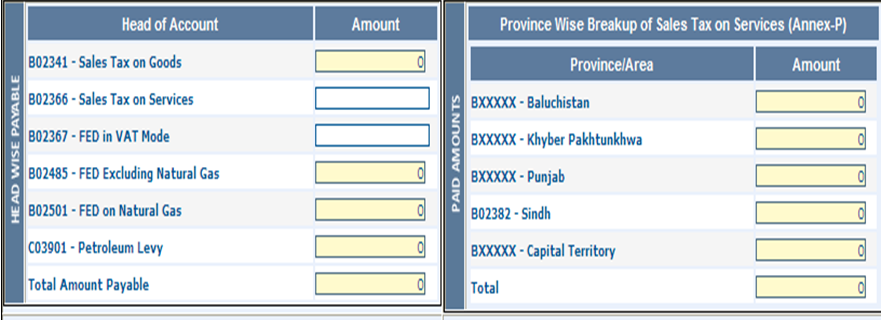 HEAD WISE PAYABLE
Head of Account Amount
B02341 - Sales Tax on Goods 0
B02366 - Sales Tax on Services
B02367 - FED in VAT Mode
B02485 - FED Excluding Natural Gas 0
B02501 - FED on Natural Gas 0
C03901 - Petroleum Levy 0
Total Amount Payable 0
PAID AMOUNTS
Province Wise Breakup of Sales Tax on Services (Annex-P)
Province/Area Amount
BXXXXX - Baluchistan 0
BXXXXX - Khyber Pakhtunkhwa 0
BXXXXX - Punjab 0
B02382 - Sindh 0
BXXXXX - Capital Territory 0
Total 0